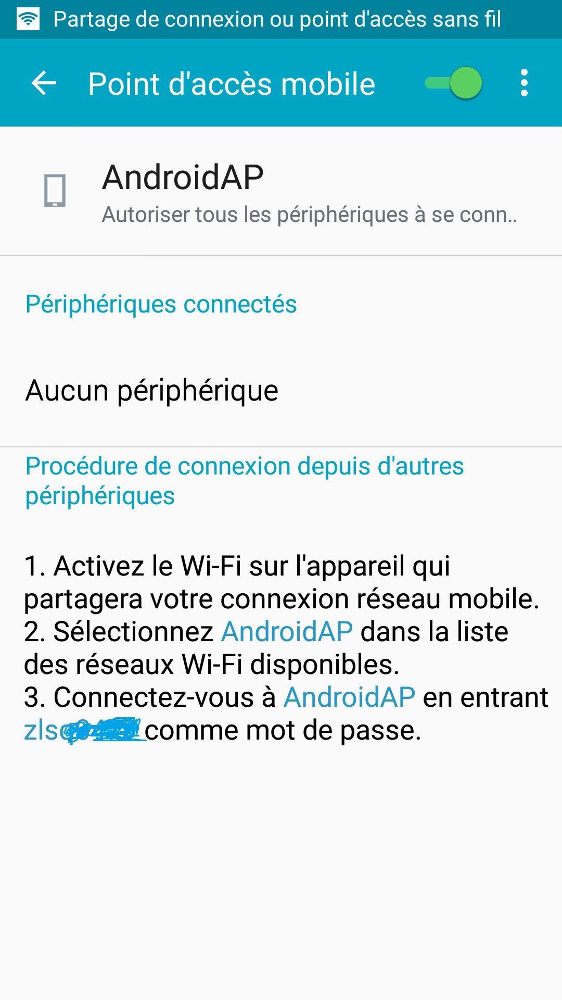 Partage de connexion ou point d'accès sans fil
Point d'accès mobile
AndroidAP
Autoriser tous les périphériques à se conn..
Périphériques connectés
Aucun périphérique
Procédure de connexion depuis d'autres
périphériques
1. Activez le Wi-Fi sur l'appareil qui
partagera votre connexion réseau mobile.
2. Sélectionnez AndroidAP dans la liste
des réseaux Wi-Fi disponibles.
3. Connectez-vous à AndroidAP en entrant
comme mot de passe.